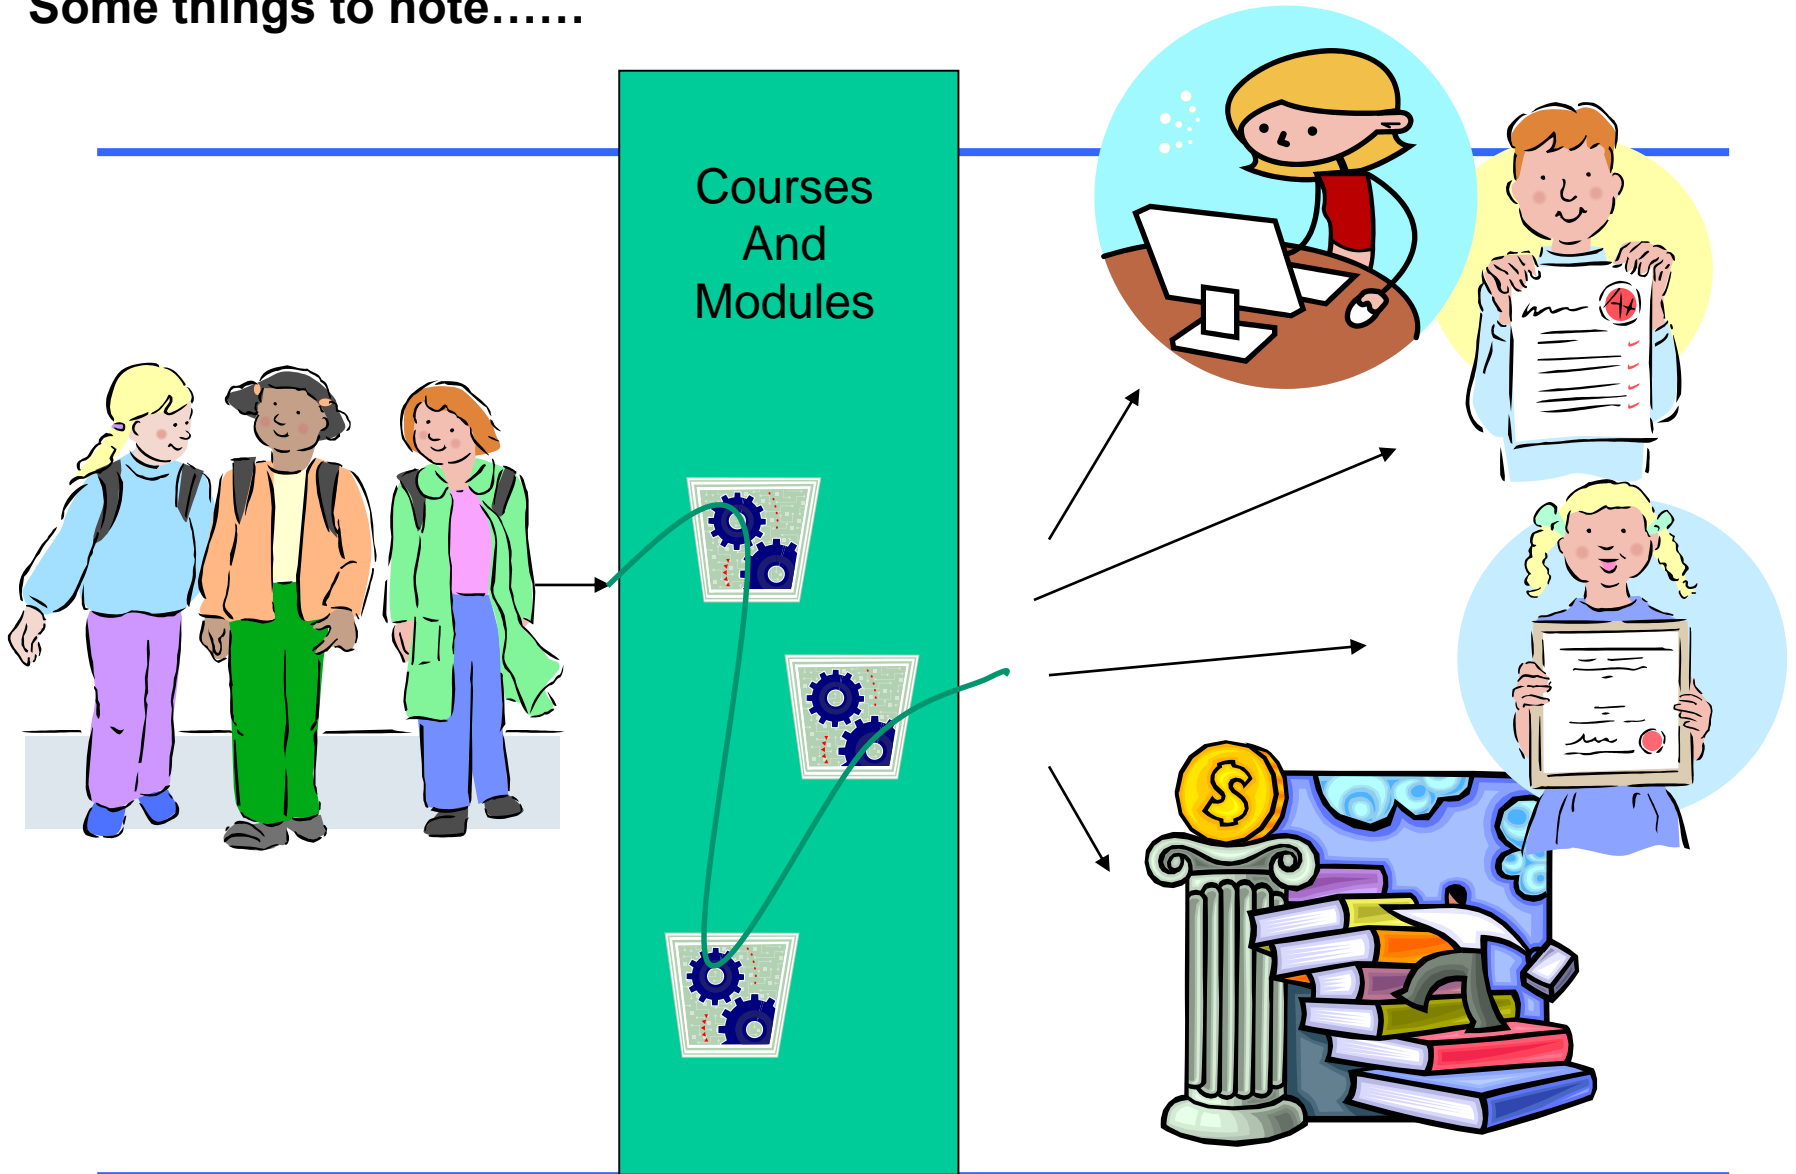 Some things to note……
Courses
And
Modules
A+
$